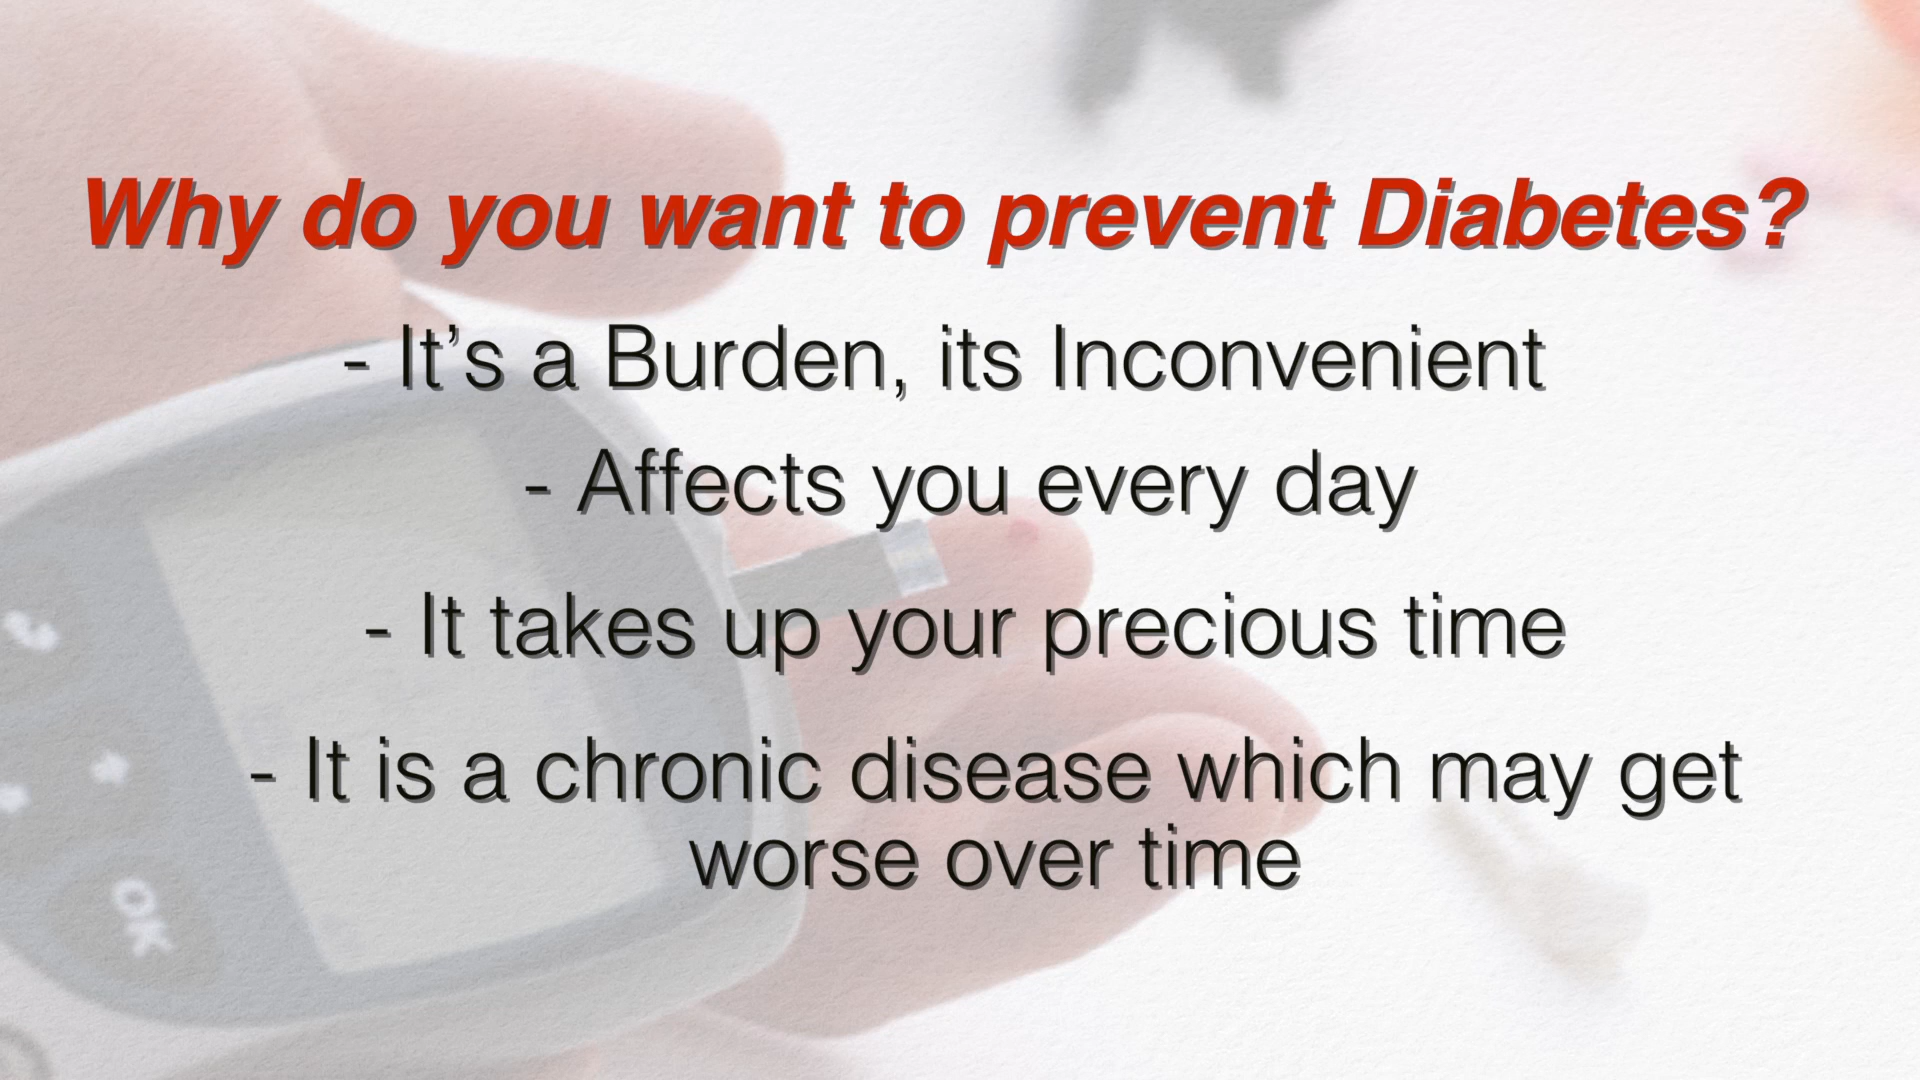 Why do you want to prevent Diabetes?
- It’s a Burden, its Inconvenient
- Affects you every day
- It takes up your precious time
- It is a chronic disease which may get
worse over time
OK